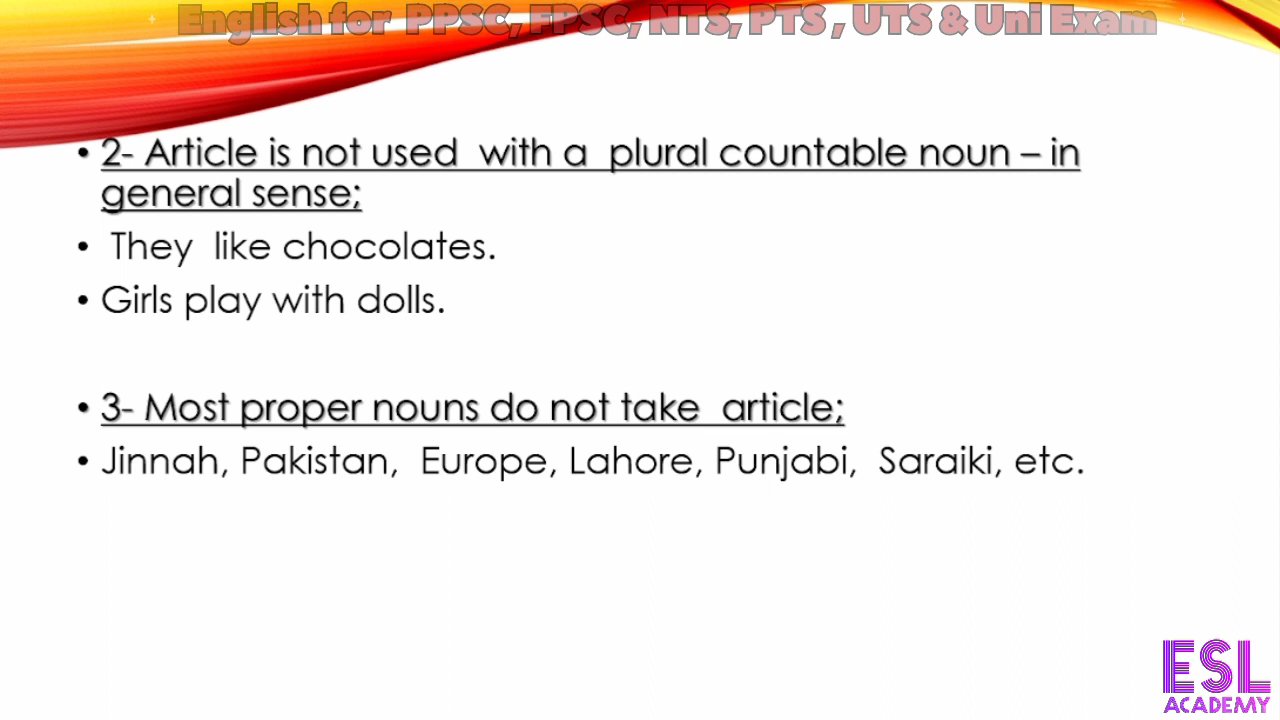 English for PPSC, FPSC, NTS, PTS , UTS & Uni Exam
• 2- Article is not used with a plural countable noun – in
general sense;
• They like chocolates.
• Girls play with dolls.
• 3- Most proper nouns do not take article;
• Jinnah, Pakistan, Europe, Lahore, Punjabi, Saraiki, etc.
ESL
ACADEMY